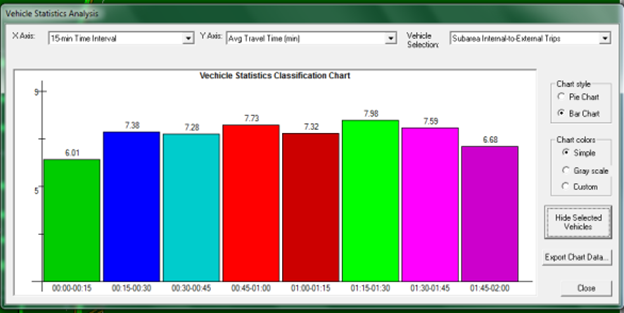 Vehicle Statistics Analysis
X Axis: 15-min Time Interval Y Axis: Avg Travel Time (min) Vehicle Selection: Subarea Internal-to-External Trips
Vechicle Statistics Classification Chart
9
5
6.01 7.38 7.28 7.73 7.32 7.98 7.59 6.68
00:00-00:15 00:15-00:30 00:30-00:45 00:45-01:00 01:00-01:15 01:15-01:30 01:30-01:45 01:45-02:00
Chart style
Pie Chart
Bar Chart
Chart colors
Simple
Gray scale
Custom
Hide Selected
Vehicles
Export Chart Data...
Close